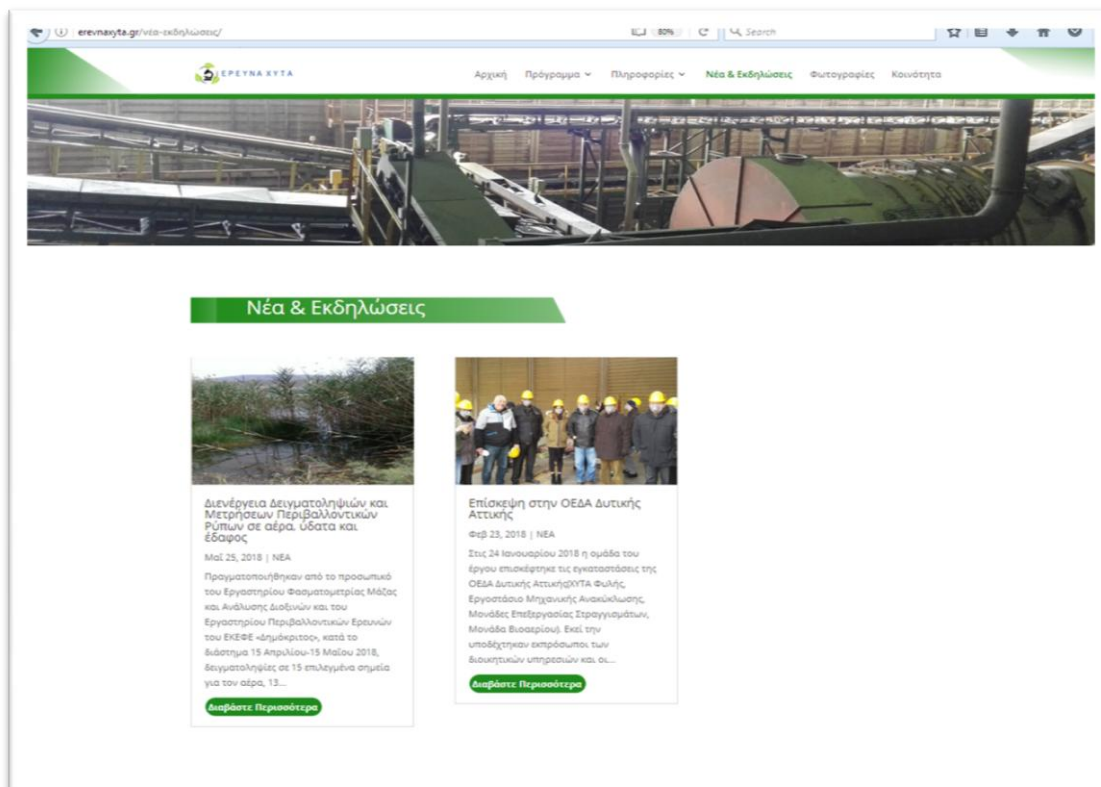 erevnaxyta.gr/νέα-εκδηλώσεις/
80%
Search
ΕΡΕΥΝΑ ΧΥΤΑ
Αρχική Πρόγραμμα Πληροφορίες Νέα & Εκδηλώσεις Φωτογραφίες Κοινότητα
Νέα & Εκδηλώσεις
Διενέργεια Δειγματοληψιών και
Μετρήσεων Περιβαλλοντικών
Ρύπων σε αέρα, ύδατα και
έδαφος
Μαΐ 25, 2018 | ΝΕΑ
Πραγματοποιήθηκαν από το προσωπικό
του Εργαστηρίου Φασματομετρίας Μάζας
και Ανάλυσης Διοξινών και του
Εργαστηρίου Περιβαλλοντικών Ερευνών
του ΕΚΕΦΕ «Δημόκριτος», κατά το
διάστημα 15 Απριλίου-15 Μαΐου 2018,
δειγματοληψίες σε 15 επιλεγμένα σημεία
για τον αέρα, 13...
Διαβάστε Περισσότερα
Επίσκεψη στην ΟΕΔΑ Δυτικής
Αττικής
Φεβ 23, 2018 | ΝΕΑ
Στις 24 Ιανουαρίου 2018 η ομάδα του
έργου επισκέφτηκε τις εγκαταστάσεις της
ΟΕΔΑ Δυτικής Αττικής(ΧΥΤΑ Φυλής,
Εργοστάσιο Μηχανικής Ανακύκλωσης,
Μονάδες Επεξεργασίας Στραγγισμάτων,
Μονάδα Βιοαερίου). Εκεί την
υποδέχτηκαν εκπρόσωποι των
διοικητικών υπηρεσιών και οι...
Διαβάστε Περισσότερα